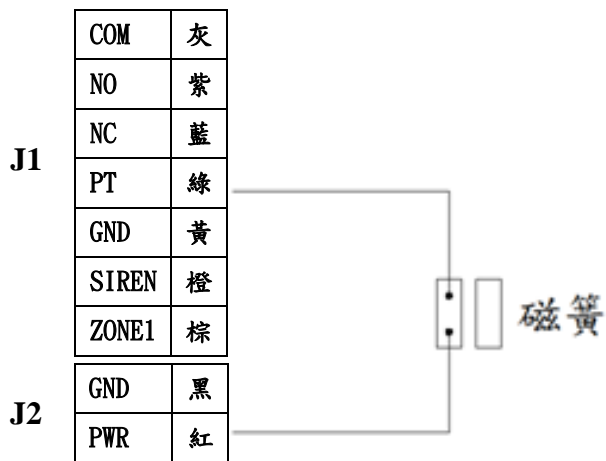 COM 灰
NO 紫
NC 藍
J1
PT 綠
GND 黃
SIREN 橙
磁簧
ZONE1 棕
GND 黑
J2
PWR 紅